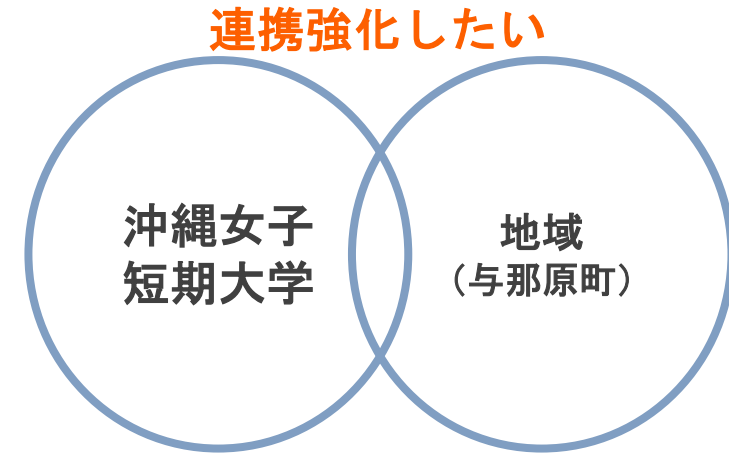 連携強化したい
沖縄女子
短期大学
地域
（与那原町）